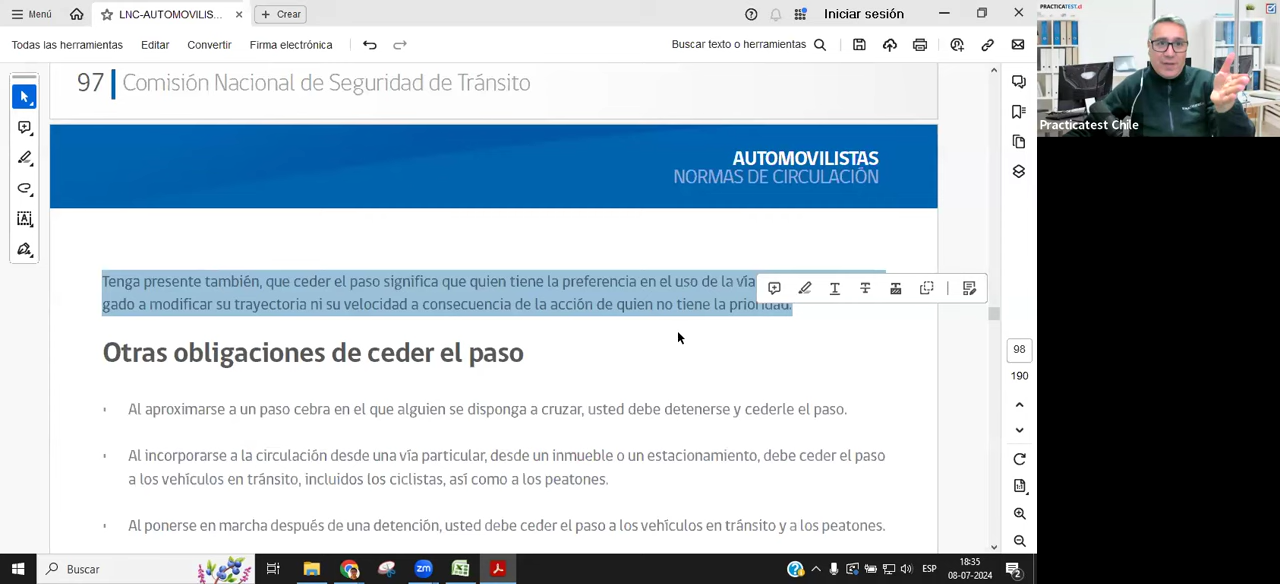 Menú
LNC-AUTOMOVILIS...
Crear
Iniciar sesión
Todas las herramientas
Editar
Convertir
Firma electrónica
Buscar texto o herramientas
97 Comisión Nacional de Seguridad de Tránsito
AUTOMOVILISTAS
NORMAS DE CIRCULACIÓN
Tenga presente también, que ceder el paso significa que quien tiene la preferencia en el uso de la vía
gado a modificar su trayectoria ni su velocidad a consecuencia de la acción de quien no tiene la prioridad.
Otras obligaciones de ceder el paso
Al aproximarse a un paso cebra en el que alguien se disponga a cruzar, usted debe detenerse y cederle el paso.
Al incorporarse a la circulación desde una vía particular, desde un inmueble o un estacionamiento, debe ceder el paso
a los vehículos en tránsito, incluidos los ciclistas, así como a los peatones.
Al ponerse en marcha después de una detención, usted debe ceder el paso a los vehículos en tránsito y a los peatones.
98
190
PRACTICATEST.cl
Practicatest Chile
Buscar
zm
ESP
18:35
08-07-2024
2